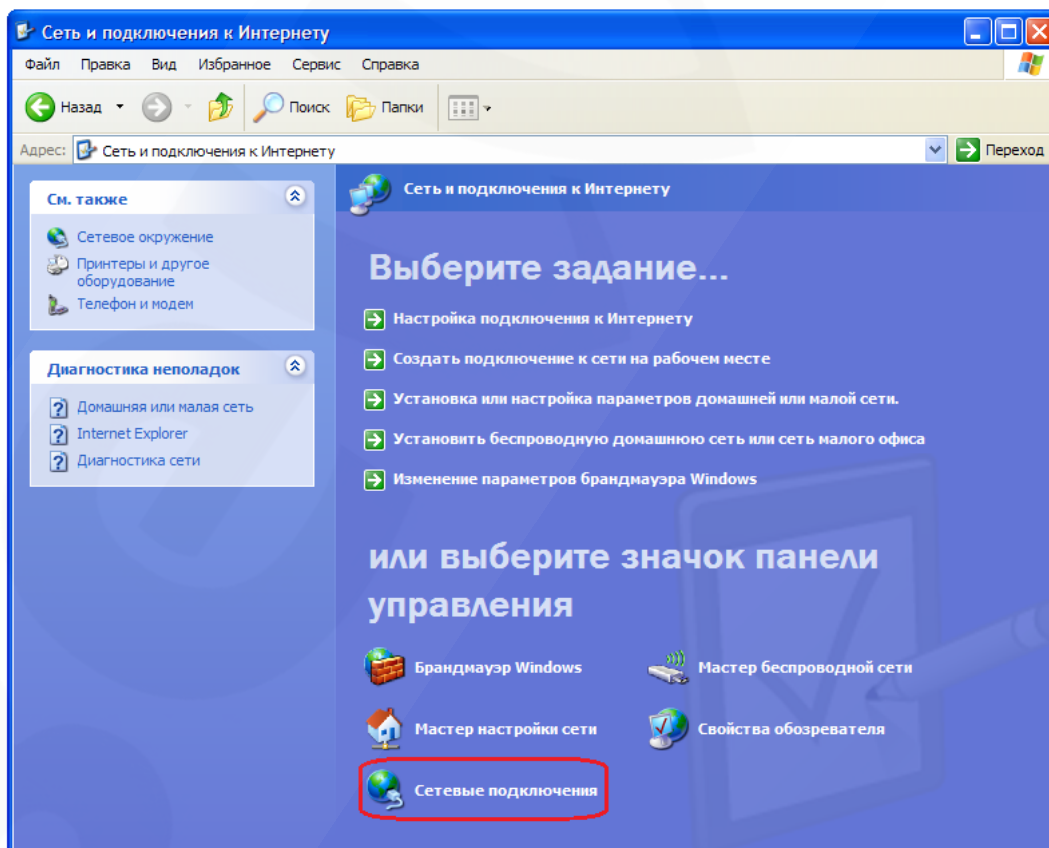 Сеть и подключения к Интернету
Файл Правка Вид Избранное Сервис Справка
Назад Поиск Папки
Адрес: Сеть и подключения к Интернету Переход
См. также
Сетевое окружение
Принтеры и другое
оборудование
Телефон и модем
Диагностика неполадок
Домашняя или малая сеть
Internet Explorer
Диагностика сети
Сеть и подключения к Интернету
Выберите задание...
Настройка подключения к Интернету
Создать подключение к сети на рабочем месте
Установка или настройка параметров домашней или малой сети.
Установить беспроводную домашнюю сеть или сеть малого офиса
Изменение параметров брандмауэра Windows
или выберите значок панели
управления
Брандмауэр Windows Мастер беспроводной сети
Мастер настройки сети Свойства обозревателя
Сетевые подключения